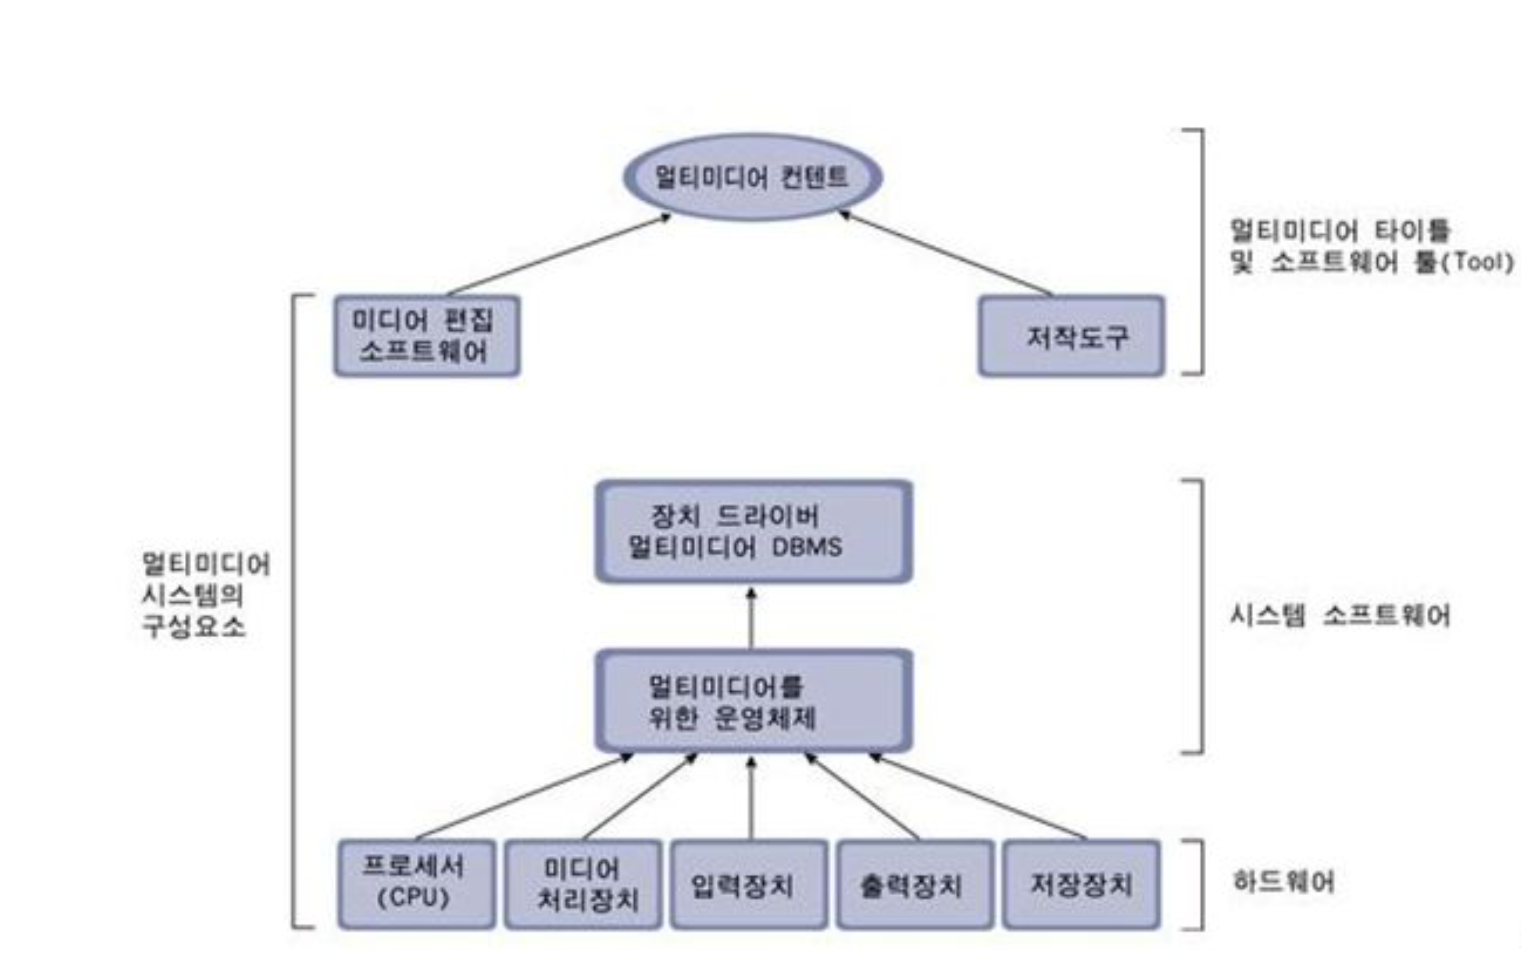 멀티미디어 컨텐트
멀티미디어 타이틀
및 소프트웨어 툴(Tool)
미디어 편집
소프트웨어
저작도구
장치 드라이버
멀티미디어 DBMS
멀티미디어
시스템의
구성요소
시스템 소프트웨어
멀티미디어를
위한 운영체제
프로세서
(CPU)
미디어
처리장치
입력장치
출력장치
저장장치
하드웨어